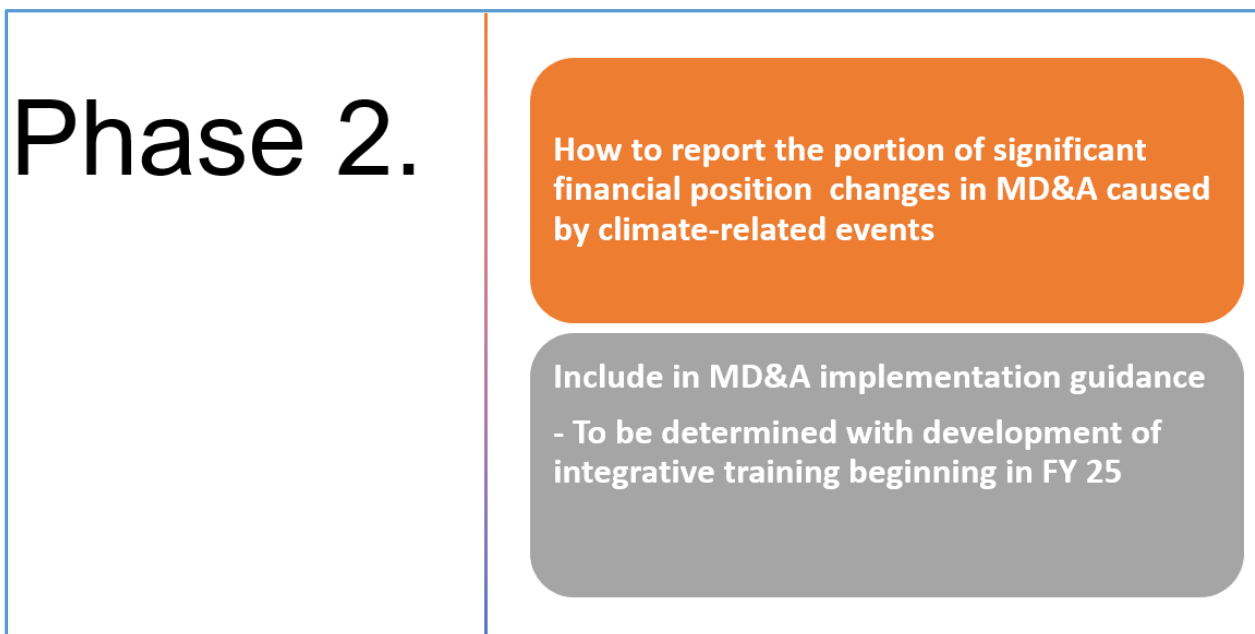 Phase 2.
How to report the portion of significant
financial position  changes in MD&A caused
by climate-related events
Include in MD&A implementation guidance
- To be determined with development of
integrative training beginning in FY 25